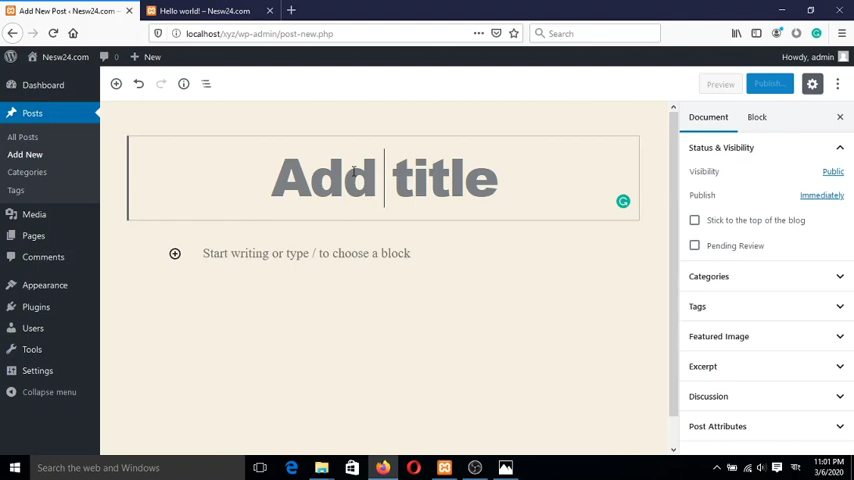 Add New Post ‹ Nesw24.com —
Hello world! – Nesw24.com
localhost/xyz/wp-admin/post-new.php
Search
Nesw24.com
0
New
Howdy, admin
Dashboard
Posts
All Posts
Add New
Categories
Tags
Media
Pages
Comments
Appearance
Plugins
Users
Tools
Settings
Collapse menu
Preview
Publish...
Add title
Start writing or type / to choose a block
Document
Block
Status & Visibility
Visibility
Public
Publish
Immediately
Stick to the top of the blog
Pending Review
Categories
Tags
Featured Image
Excerpt
Discussion
Post Attributes
Search the web and Windows
বাং
11:01 PM
3/6/2020